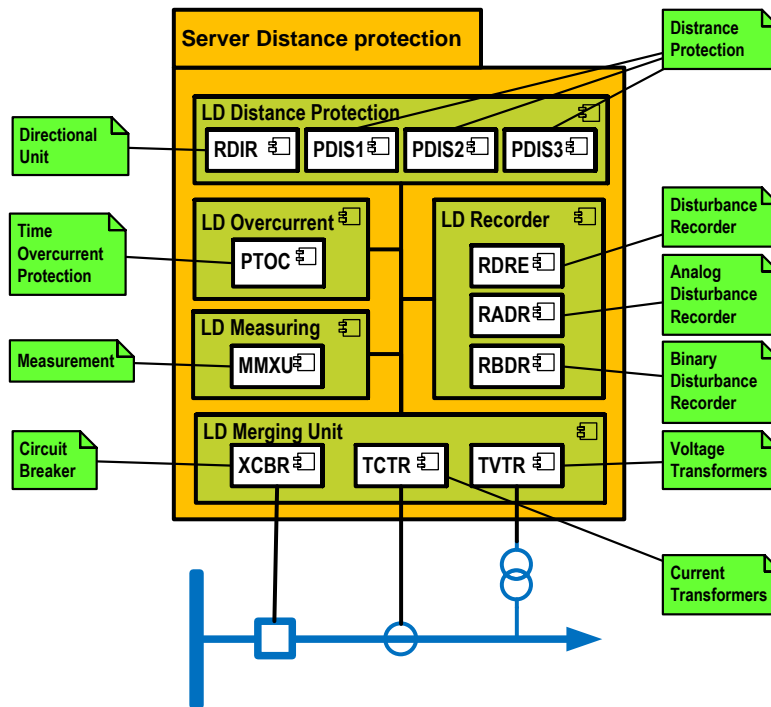 Server Distance protection
Distrance
Protection
LD Distance Protection
RDIR
PDIS1
PDIS2
PDIS3
Directional
Unit
LD Overcurrent
PTOC
Time
Overcurrent
Protection
LD Recorder
RDRE
RADR
RBDR
Disturbance
Recorder
Analog
Disturbance
Recorder
Binary
Disturbance
Recorder
LD Measuring
MMXU
Measurement
LD Merging Unit
XCBR
TCTR
TVTR
Circuit
Breaker
Voltage
Transformers
Current
Transformers